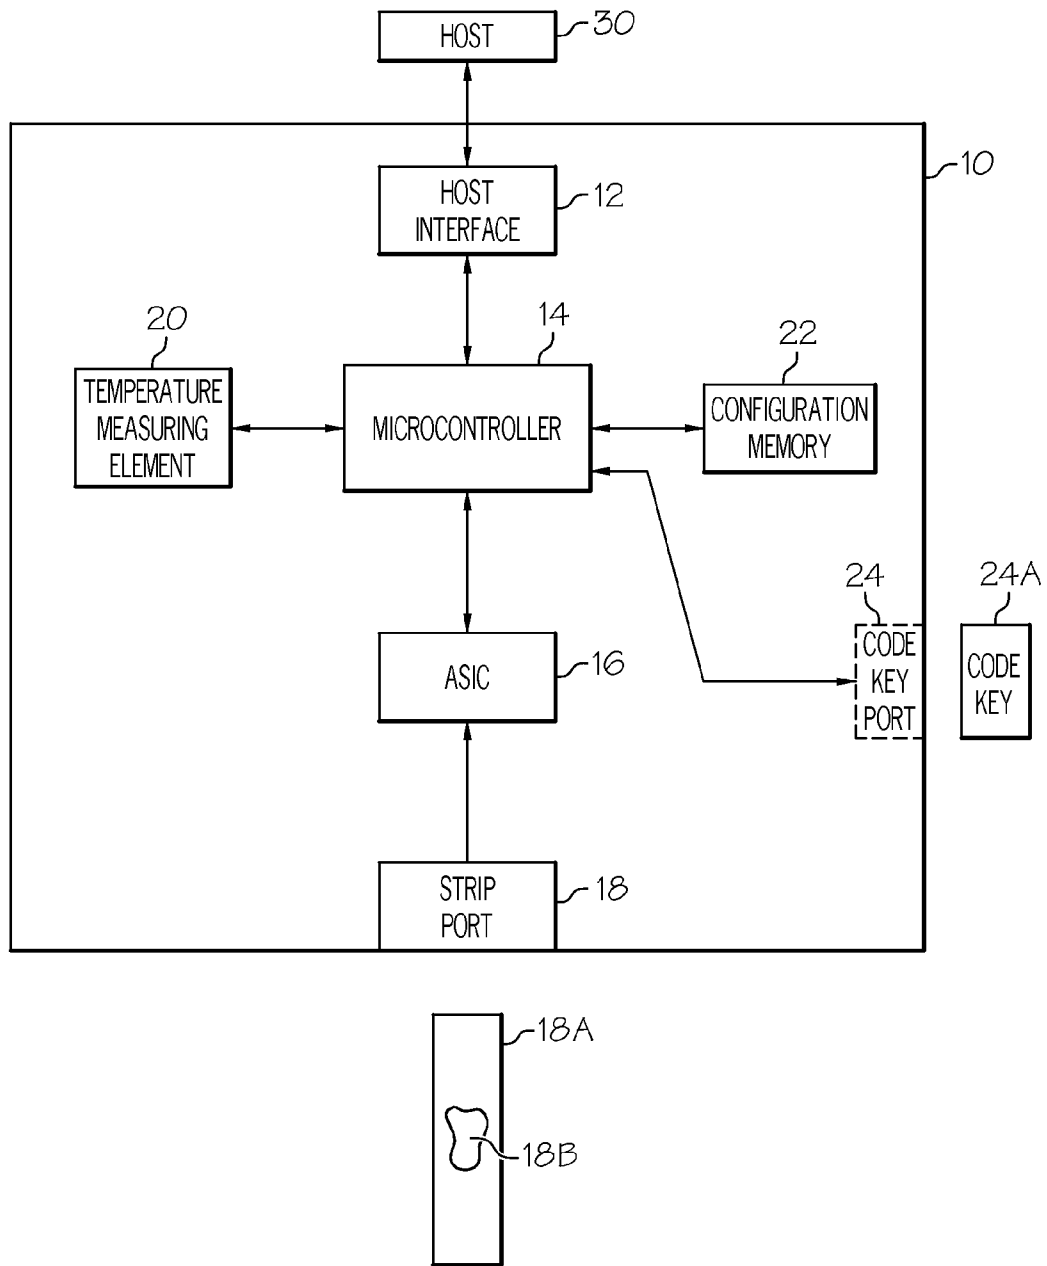 HOST
30
10
HOST
INTERFACE
12
20
14
22
TEMPERATURE
MEASURING
ELEMENT
MICROCONTROLLER
CONFIGURATION
MEMORY
24
24A
CODE
KEY
PORT
CODE
KEY
ASIC
16
STRIP
PORT
18
18A
18B